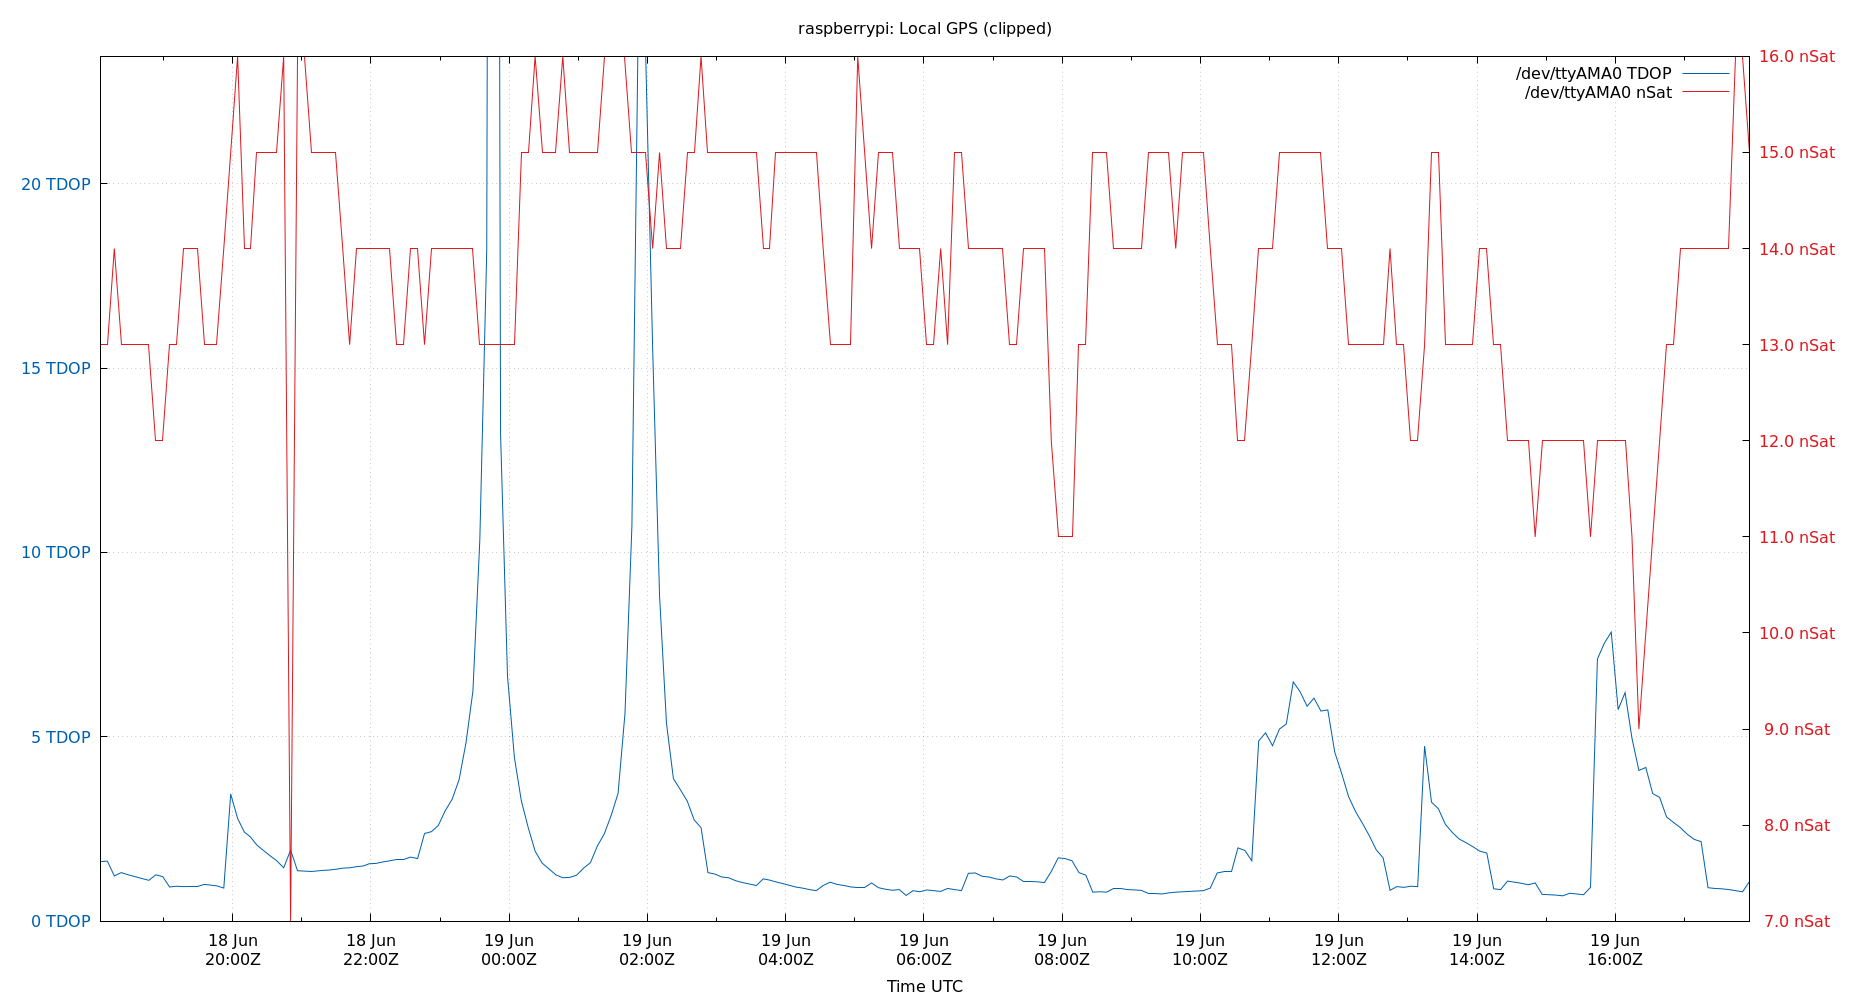 raspberrypi: Local GPS (clipped)
/dev/ttyAMA0 TDOP
/dev/ttyAMA0 nSat
20 TDOP
15 TDOP
10 TDOP
5 TDOP
0 TDOP
16.0 nSat
15.0 nSat
14.0 nSat
13.0 nSat
12.0 nSat
11.0 nSat
10.0 nSat
9.0 nSat
8.0 nSat
7.0 nSat
18 Jun
20:00Z
18 Jun
22:00Z
19 Jun
00:00Z
19 Jun
02:00Z
19 Jun
04:00Z
19 Jun
06:00Z
19 Jun
08:00Z
19 Jun
10:00Z
19 Jun
12:00Z
19 Jun
14:00Z
19 Jun
16:00Z
Time UTC